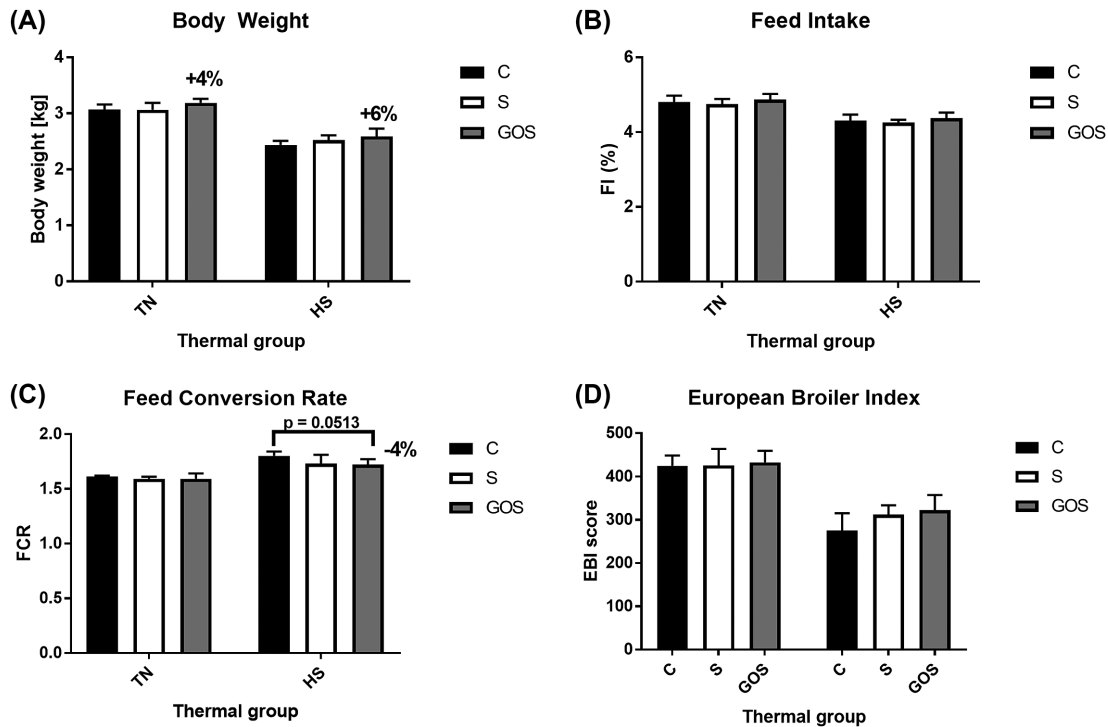 (A)
Body Weight
Body weight [kg]
4
3
2
1
0
+4%
+6%
TN
HS
Thermal group
C
S
GOS
(B)
Feed Intake
FI (%)
6
4
2
0
TN
HS
Thermal group
C
S
GOS
(C)
Feed Conversion Rate
p = 0.0513
-4%
FCR
2.0
1.5
1.0
0.5
0.0
TN
HS
Thermal group
C
S
GOS
(D)
European Broiler Index
EBI score
500
400
300
200
100
0
C
S
GOS
C
S
GOS
Thermal group
C
S
GOS